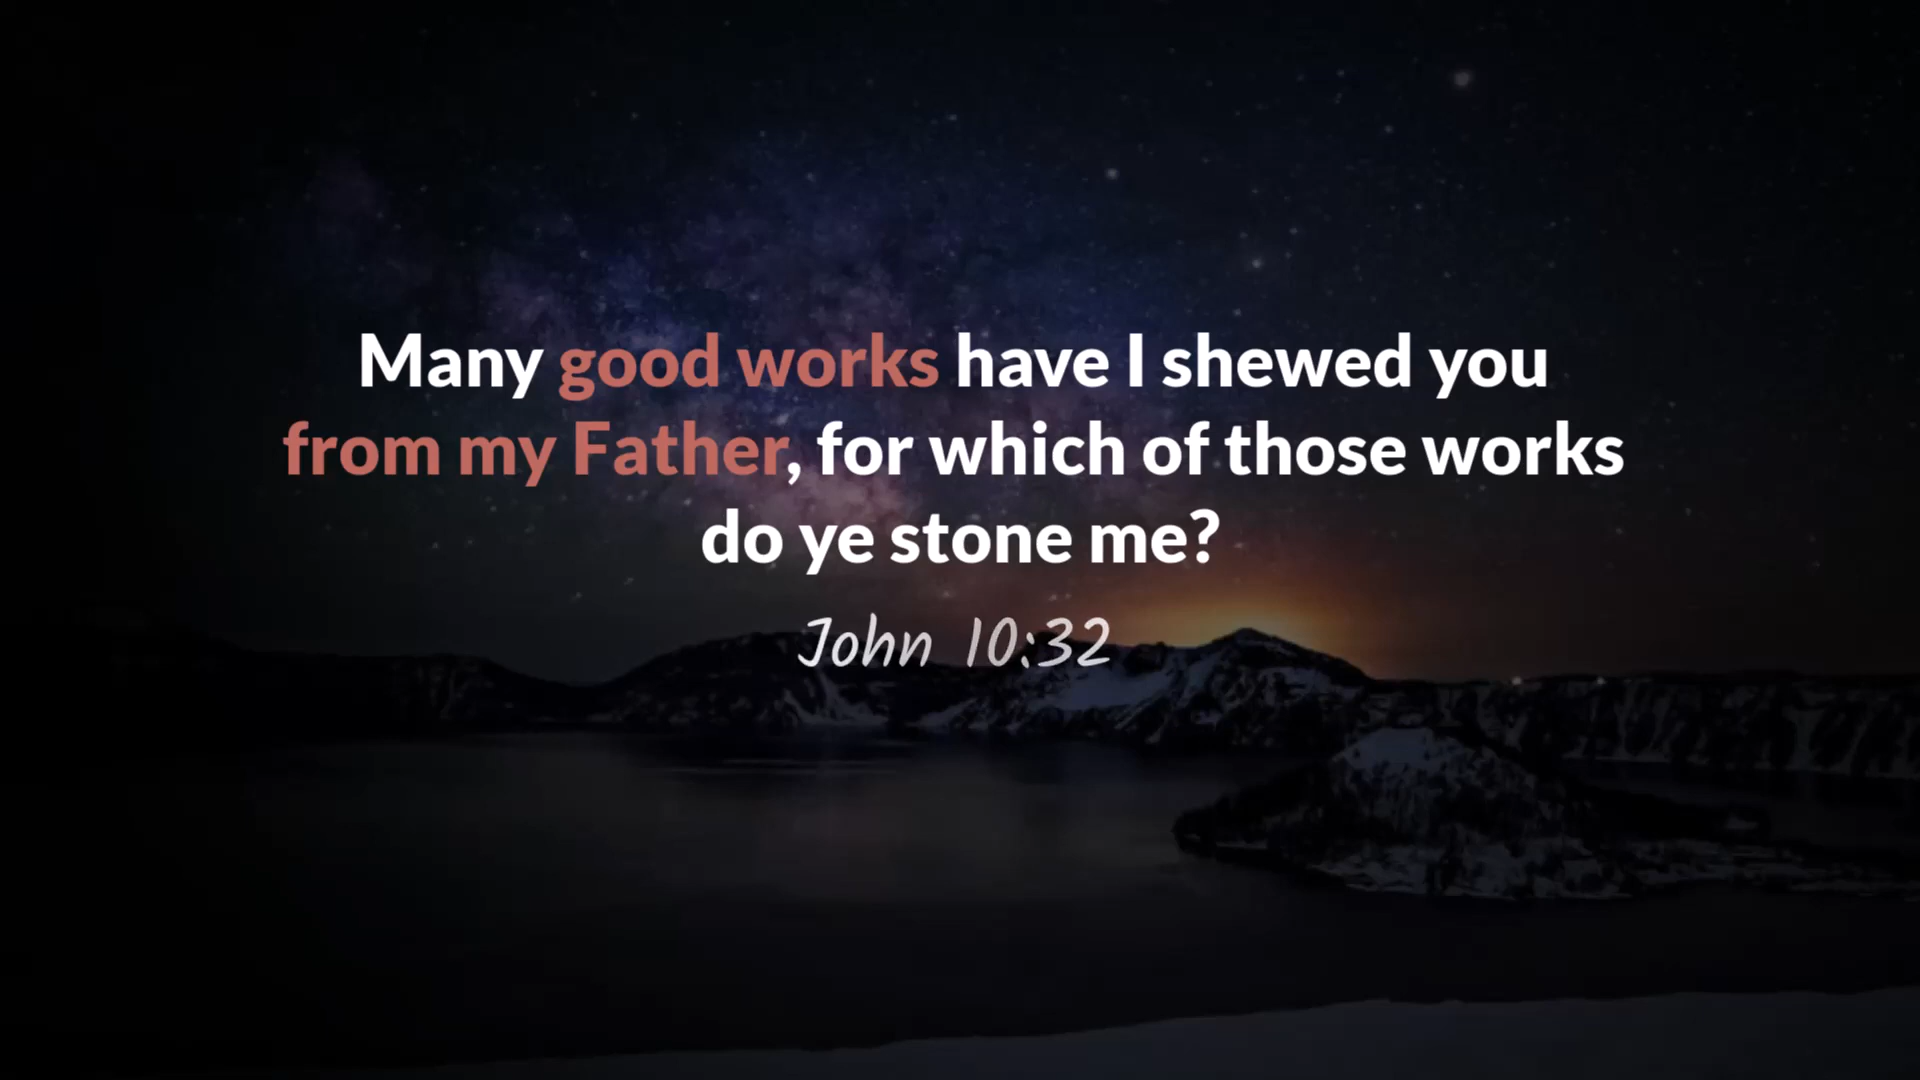 Many good works have I shewed you
from my Father, for which of those works
do ye stone me?
John 10:32